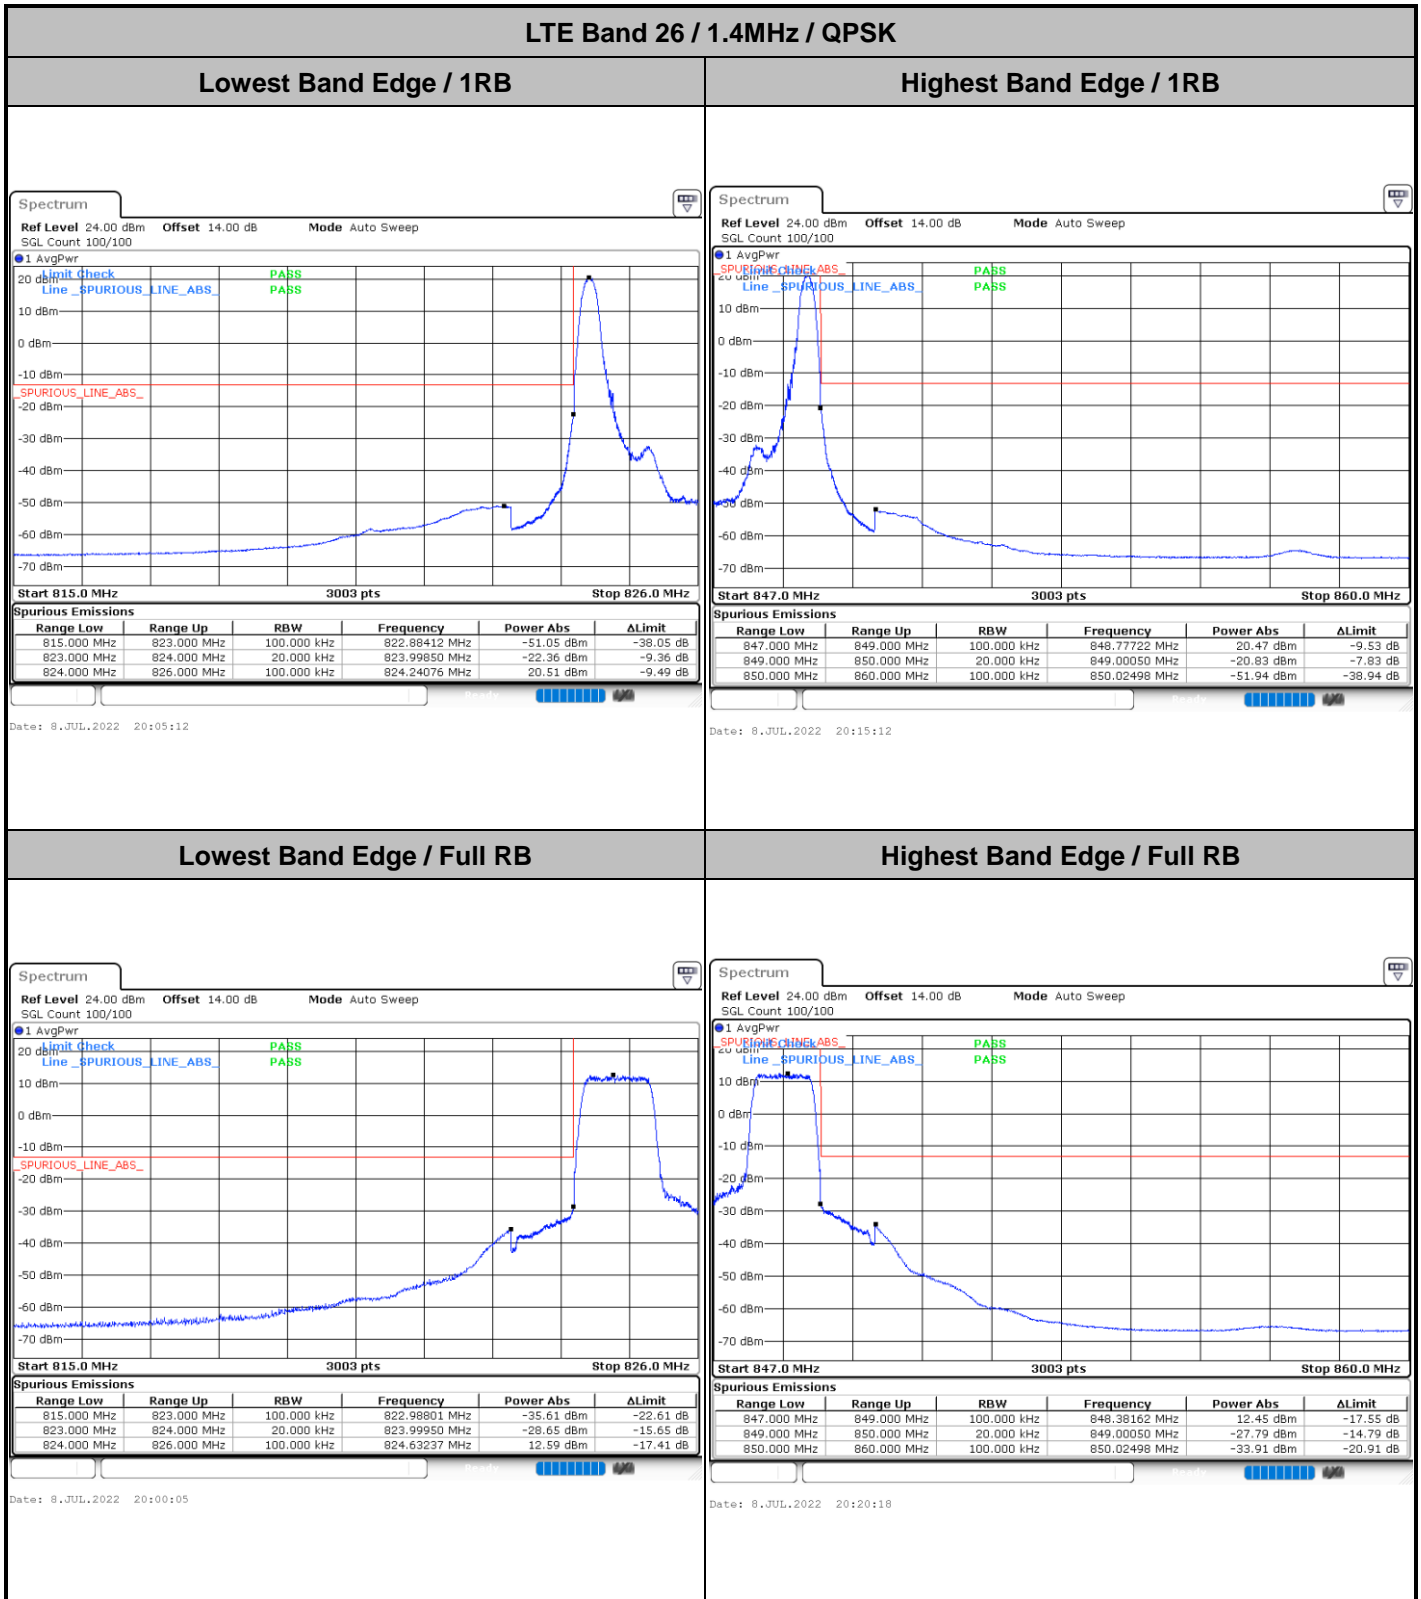 LTE Band 26 / 1.4MHz / QPSK
Lowest Band Edge / 1RB
Highest Band Edge / 1RB
Spectrum
Ref Level 24.00 dBm Offset 14.00 dB Mode Auto Sweep
SGL Count 100/100
1 AvgPwr
Limit Check PASS
Line _SPURIOUS_LINE_ABS_ PASS
20 dBm
10 dBm
0 dBm
-10 dBm
_SPURIOUS_LINE_ABS_
-20 dBm
-30 dBm
-40 dBm
-50 dBm
-60 dBm
-70 dBm
Start 815.0 MHz 3003 pts Stop 826.0 MHz
Spurious Emissions
Range Low Range Up RBW Frequency Power Abs ΔLimit
815.000 MHz 823.000 MHz 100.000 kHz 822.88412 MHz -51.05 dBm -38.05 dB
823.000 MHz 824.000 MHz 20.000 kHz 823.99850 MHz -22.36 dBm -9.36 dB
824.000 MHz 826.000 MHz 100.000 kHz 824.24076 MHz 20.51 dBm -9.49 dB
Ready
Date: 8.JUL.2022 20:05:12
Spectrum
Ref Level 24.00 dBm Offset 14.00 dB Mode Auto Sweep
SGL Count 100/100
1 AvgPwr
_SPURIOUS_LINE_ABS_
Limit Check PASS
Line _SPURIOUS_LINE_ABS_ PASS
20 dBm
10 dBm
0 dBm
-10 dBm
-20 dBm
-30 dBm
-40 dBm
-50 dBm
-60 dBm
-70 dBm
Start 847.0 MHz 3003 pts Stop 860.0 MHz
Spurious Emissions
Range Low Range Up RBW Frequency Power Abs ΔLimit
847.000 MHz 849.000 MHz 100.000 kHz 848.77722 MHz 20.47 dBm -9.53 dB
849.000 MHz 850.000 MHz 20.000 kHz 849.00050 MHz -20.83 dBm -7.83 dB
850.000 MHz 860.000 MHz 100.000 kHz 850.02498 MHz -51.94 dBm -38.94 dB
Ready
Date: 8.JUL.2022 20:15:12
Lowest Band Edge / Full RB
Highest Band Edge / Full RB
Spectrum
Ref Level 24.00 dBm Offset 14.00 dB Mode Auto Sweep
SGL Count 100/100
1 AvgPwr
Limit Check PASS
Line _SPURIOUS_LINE_ABS_ PASS
20 dBm
10 dBm
0 dBm
-10 dBm
_SPURIOUS_LINE_ABS_
-20 dBm
-30 dBm
-40 dBm
-50 dBm
-60 dBm
-70 dBm
Start 815.0 MHz 3003 pts Stop 826.0 MHz
Spurious Emissions
Range Low Range Up RBW Frequency Power Abs ΔLimit
815.000 MHz 823.000 MHz 100.000 kHz 822.98801 MHz -35.61 dBm -22.61 dB
823.000 MHz 824.000 MHz 20.000 kHz 823.99950 MHz -28.65 dBm -15.65 dB
824.000 MHz 826.000 MHz 100.000 kHz 824.63237 MHz 12.59 dBm -17.41 dB
Ready
Date: 8.JUL.2022 20:00:05
Spectrum
Ref Level 24.00 dBm Offset 14.00 dB Mode Auto Sweep
SGL Count 100/100
1 AvgPwr
_SPURIOUS_LINE_ABS_
Limit Check PASS
Line _SPURIOUS_LINE_ABS_ PASS
20 dBm
10 dBm
0 dBm
-10 dBm
-20 dBm
-30 dBm
-40 dBm
-50 dBm
-60 dBm
-70 dBm
Start 847.0 MHz 3003 pts Stop 860.0 MHz
Spurious Emissions
Range Low Range Up RBW Frequency Power Abs ΔLimit
847.000 MHz 849.000 MHz 100.000 kHz 848.38162 MHz 12.45 dBm -17.55 dB
849.000 MHz 850.000 MHz 20.000 kHz 849.00050 MHz -27.79 dBm -14.79 dB
850.000 MHz 860.000 MHz 100.000 kHz 850.02498 MHz -33.91 dBm -20.91 dB
Ready
Date: 8.JUL.2022 20:20:18